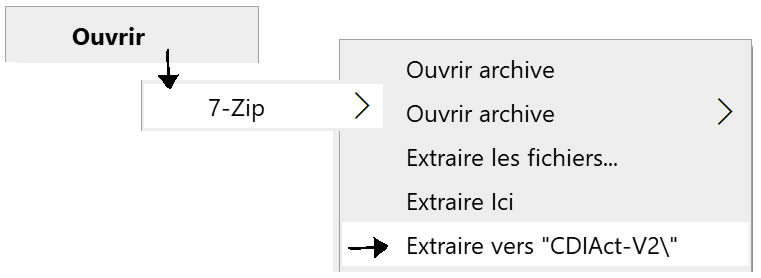 Ouvrir
7-Zip
Ouvrir archive
Ouvrir archive
Extraire les fichiers...
Extraire Ici
Extraire vers "CDIAct-V2\"